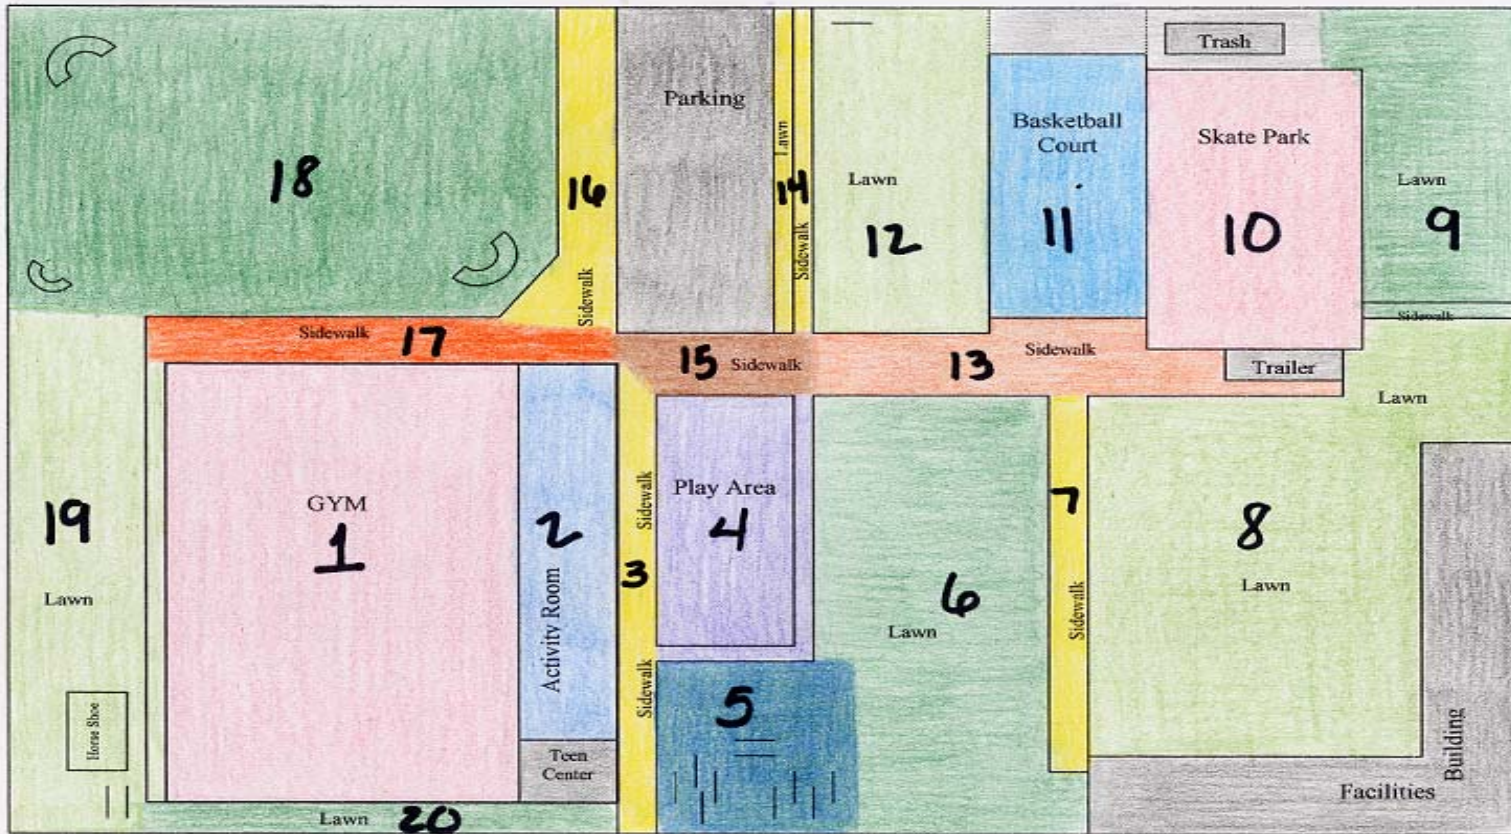 Trash
Parking
Basketball
Court
Skate Park
Lawn
Lawn
Lawn
18
16
14
12
11
10
9
Sidewalk
Sidewalk
Sidewalk
Sidewalk
17
15
Sidewalk
13
Sidewalk
Trailer
Lawn
GYM
1
2
Activity Room
Sidewalk
3
Sidewalk
Play Area
4
7
Sidewalk
8
Lawn
19
Lawn
6
Lawn
5
Horse Shoe
Teen
Center
Building
Facilities
Lawn
20